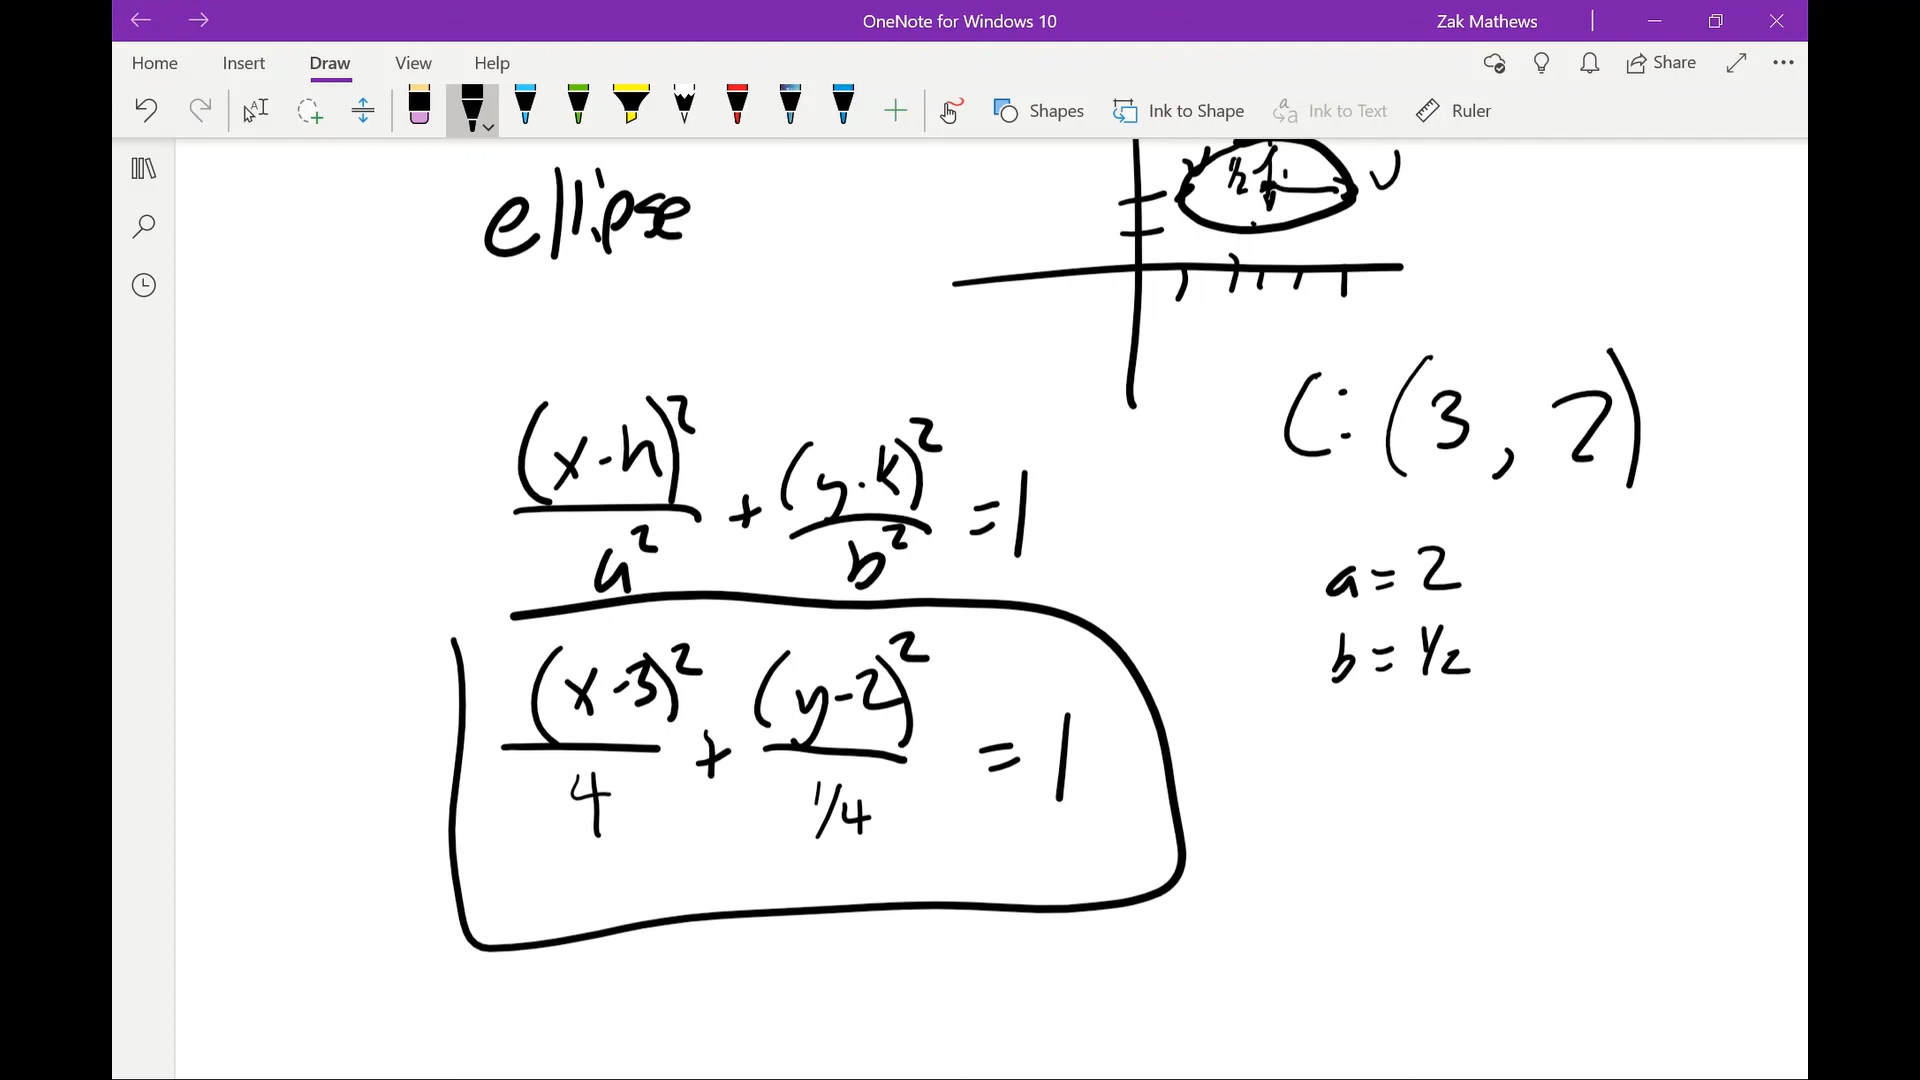 OneNote for Windows 10
Zak Mathews
Home Insert Draw View Help
Share
Shapes Ink to Shape Ink to Text Ruler
ellipse
1/2
(x-h)²/a² + (y-k)²/b² = 1
C: (3, 2)
a = 2
b = 1/2
(x-3)²/4 + (y-2)²/1/4 = 1